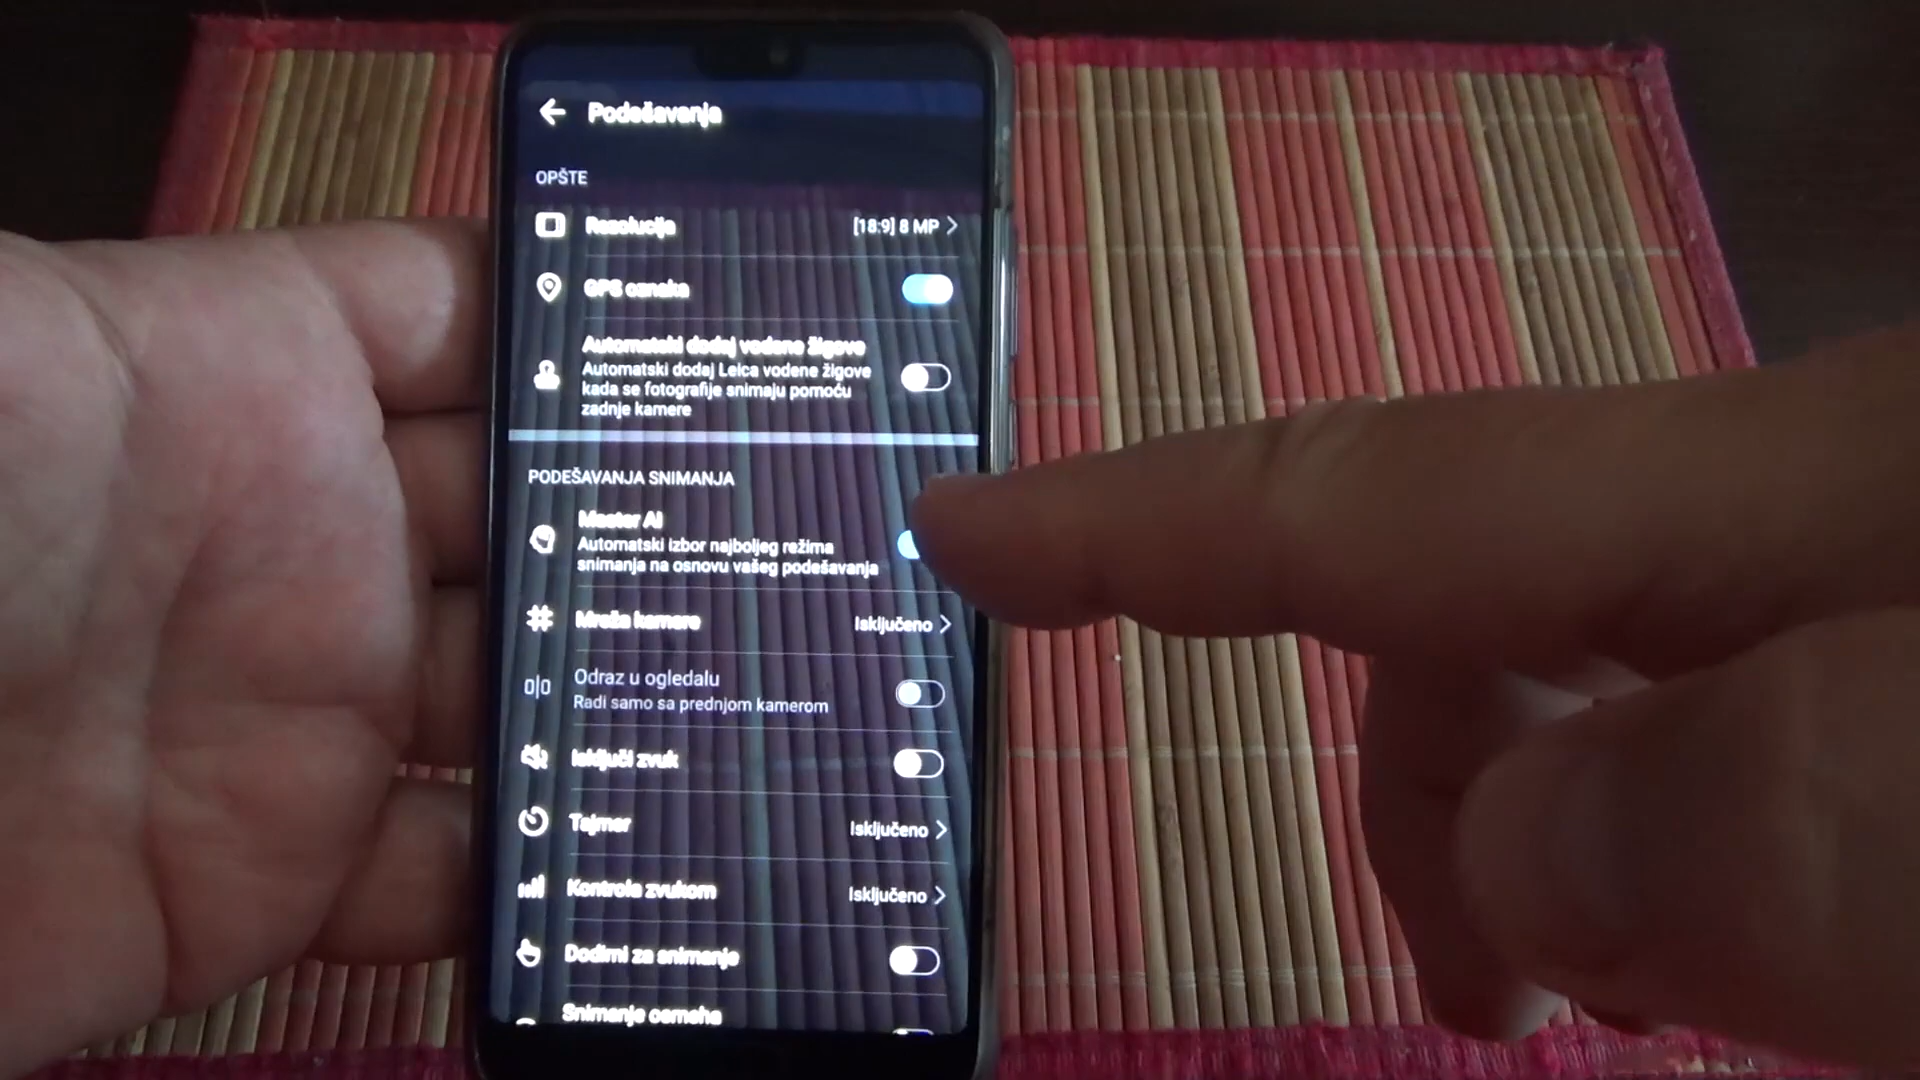 Podešavanja
OPŠTE
Rezolucija [18:9] 8 MP
GPS oznaka
Automatski dodaj vodene žigove
Automatski dodaj Leica vodene žigove
kada se fotografije snimaju pomoću
zadnje kamere
PODEŠAVANJA SNIMANJA
Master AI
Automatski izbor najboljeg režima
snimanja na osnovu vašeg podešavanja
Mreža kamere Isključeno
Odraz u ogledalu
Radi samo sa prednjom kamerom
Isključi zvuk
Tajmer Isključeno
Kontrola zvukom Isključeno
Dodirni za snimanje
Snimanje osmeha